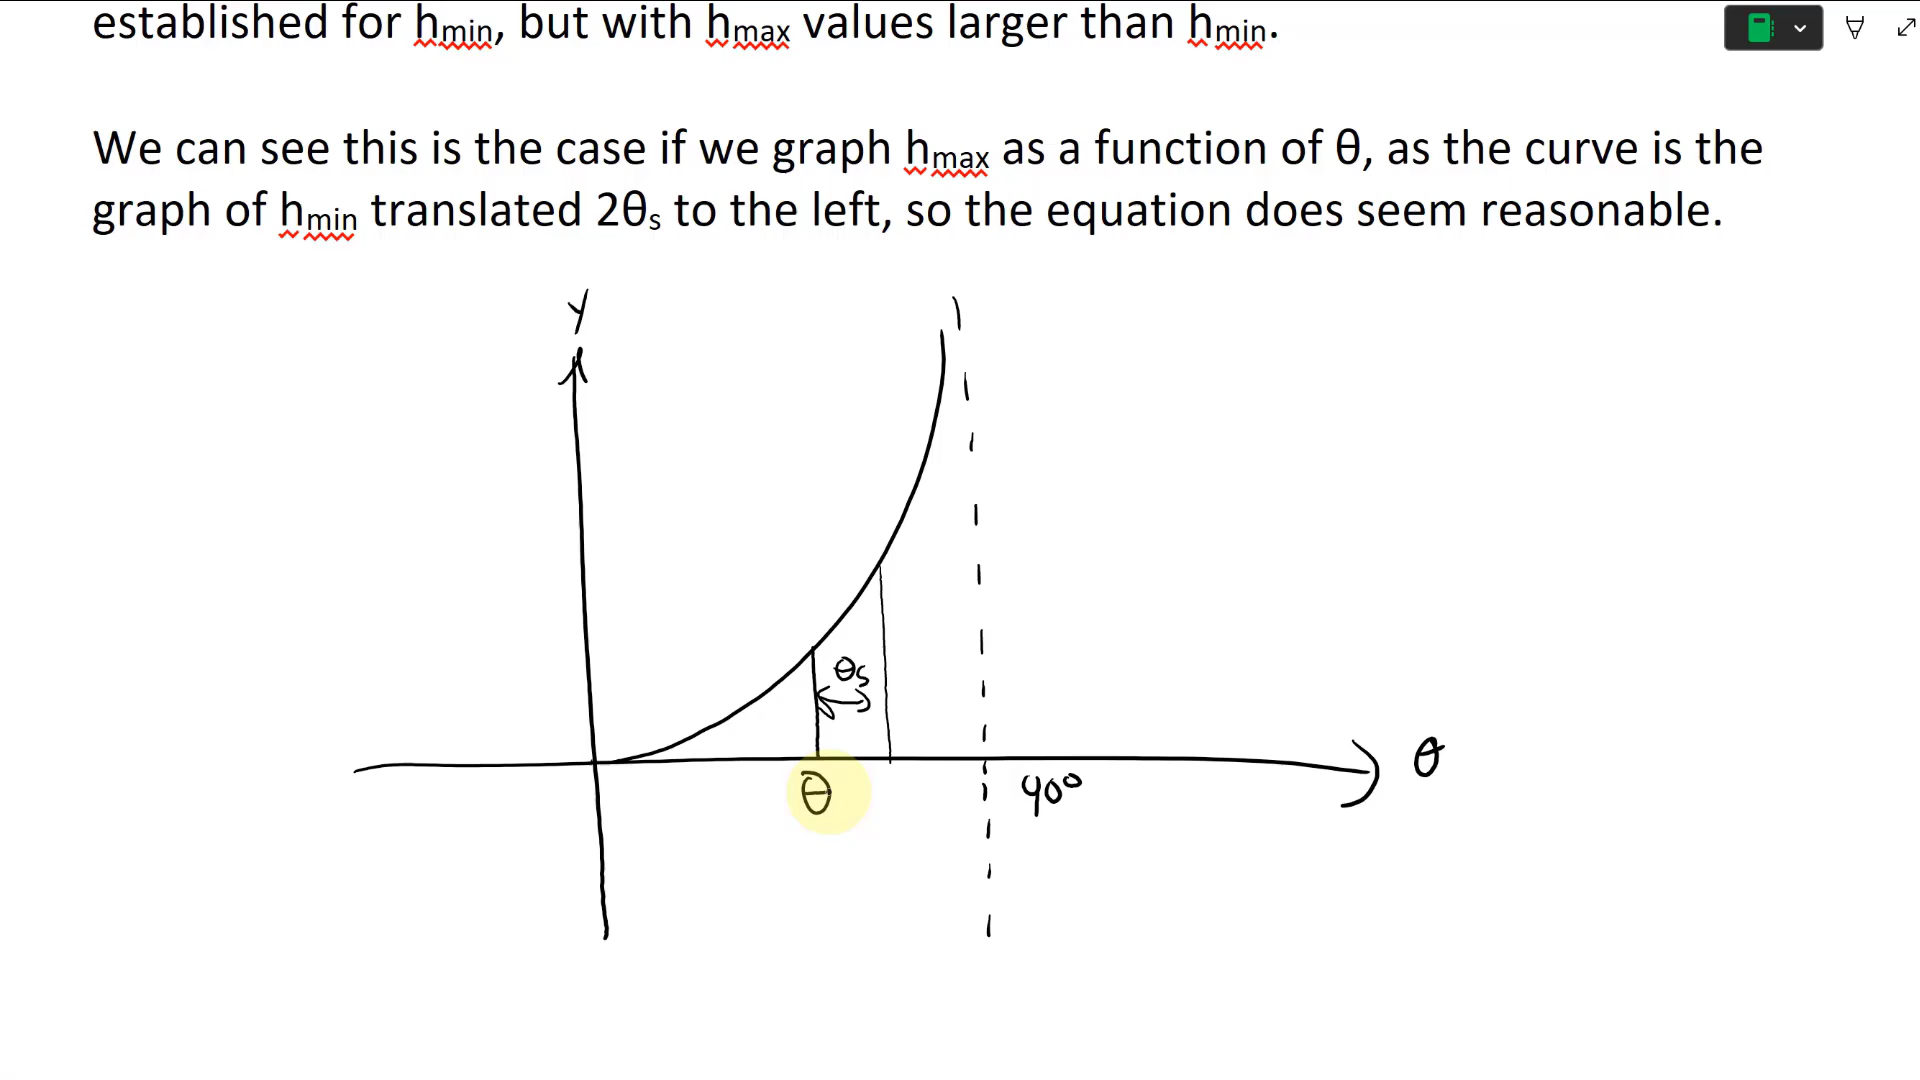 established for hmin, but with hmax values larger than hmin.
We can see this is the case if we graph hmax as a function of θ, as the curve is the
graph of hmin translated 2θs to the left, so the equation does seem reasonable.
y
θs
θ
θ
90°